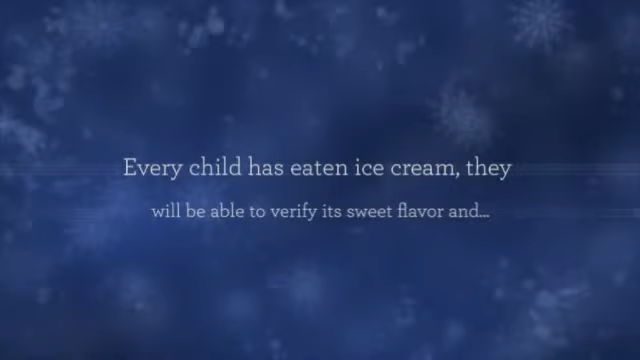 Every child has eaten ice cream, they
will be able to verify its sweet flavor and...